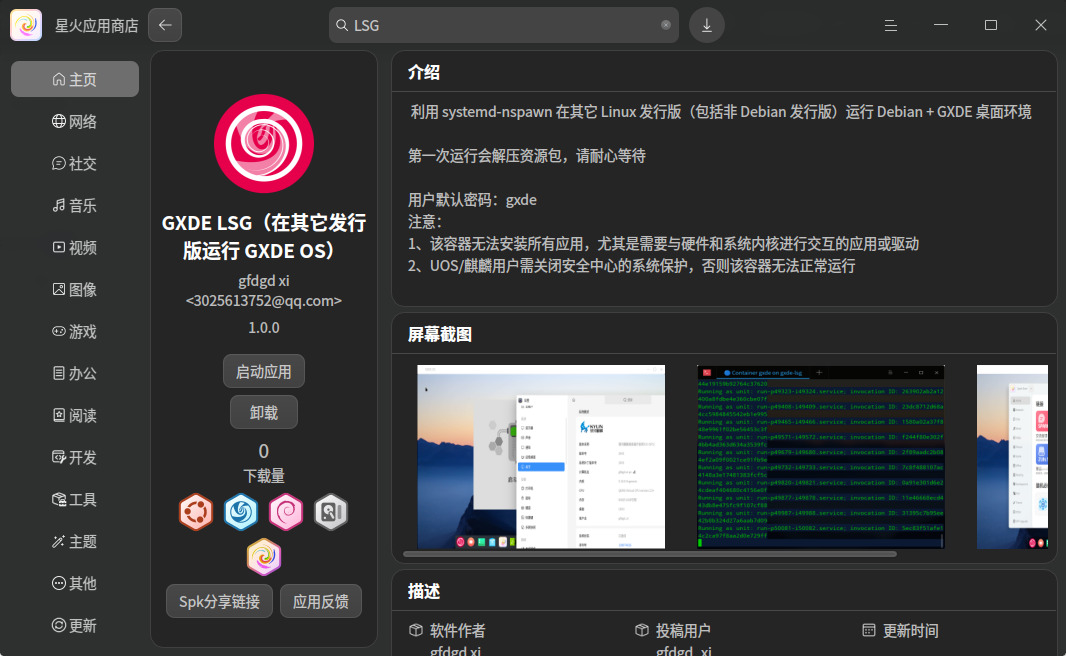 星火应用商店
LSG
主页
网络
社交
音乐
视频
图像
游戏
办公
阅读
开发
工具
主题
其他
更新
GXDE LSG（在其它发行
版运行 GXDE OS）
gfdgd xi
<3025613752@qq.com>
1.0.0
启动应用
卸载
0
下载量
Spk分享链接
应用反馈
介绍
利用 systemd-nspawn 在其它 Linux 发行版（包括非 Debian 发行版）运行 Debian + GXDE 桌面环境
第一次运行会解压资源包，请耐心等待
用户默认密码：gxde
注意：
1、该容器无法安装所有应用，尤其是需要与硬件和系统内核进行交互的应用或驱动
2、UOS/麒麟用户需关闭安全中心的系统保护，否则该容器无法正常运行
屏幕截图
Container gxde on gxde-lsg
描述
软件作者
gfdgd xi
投稿用户
gfdgd_xi
更新时间